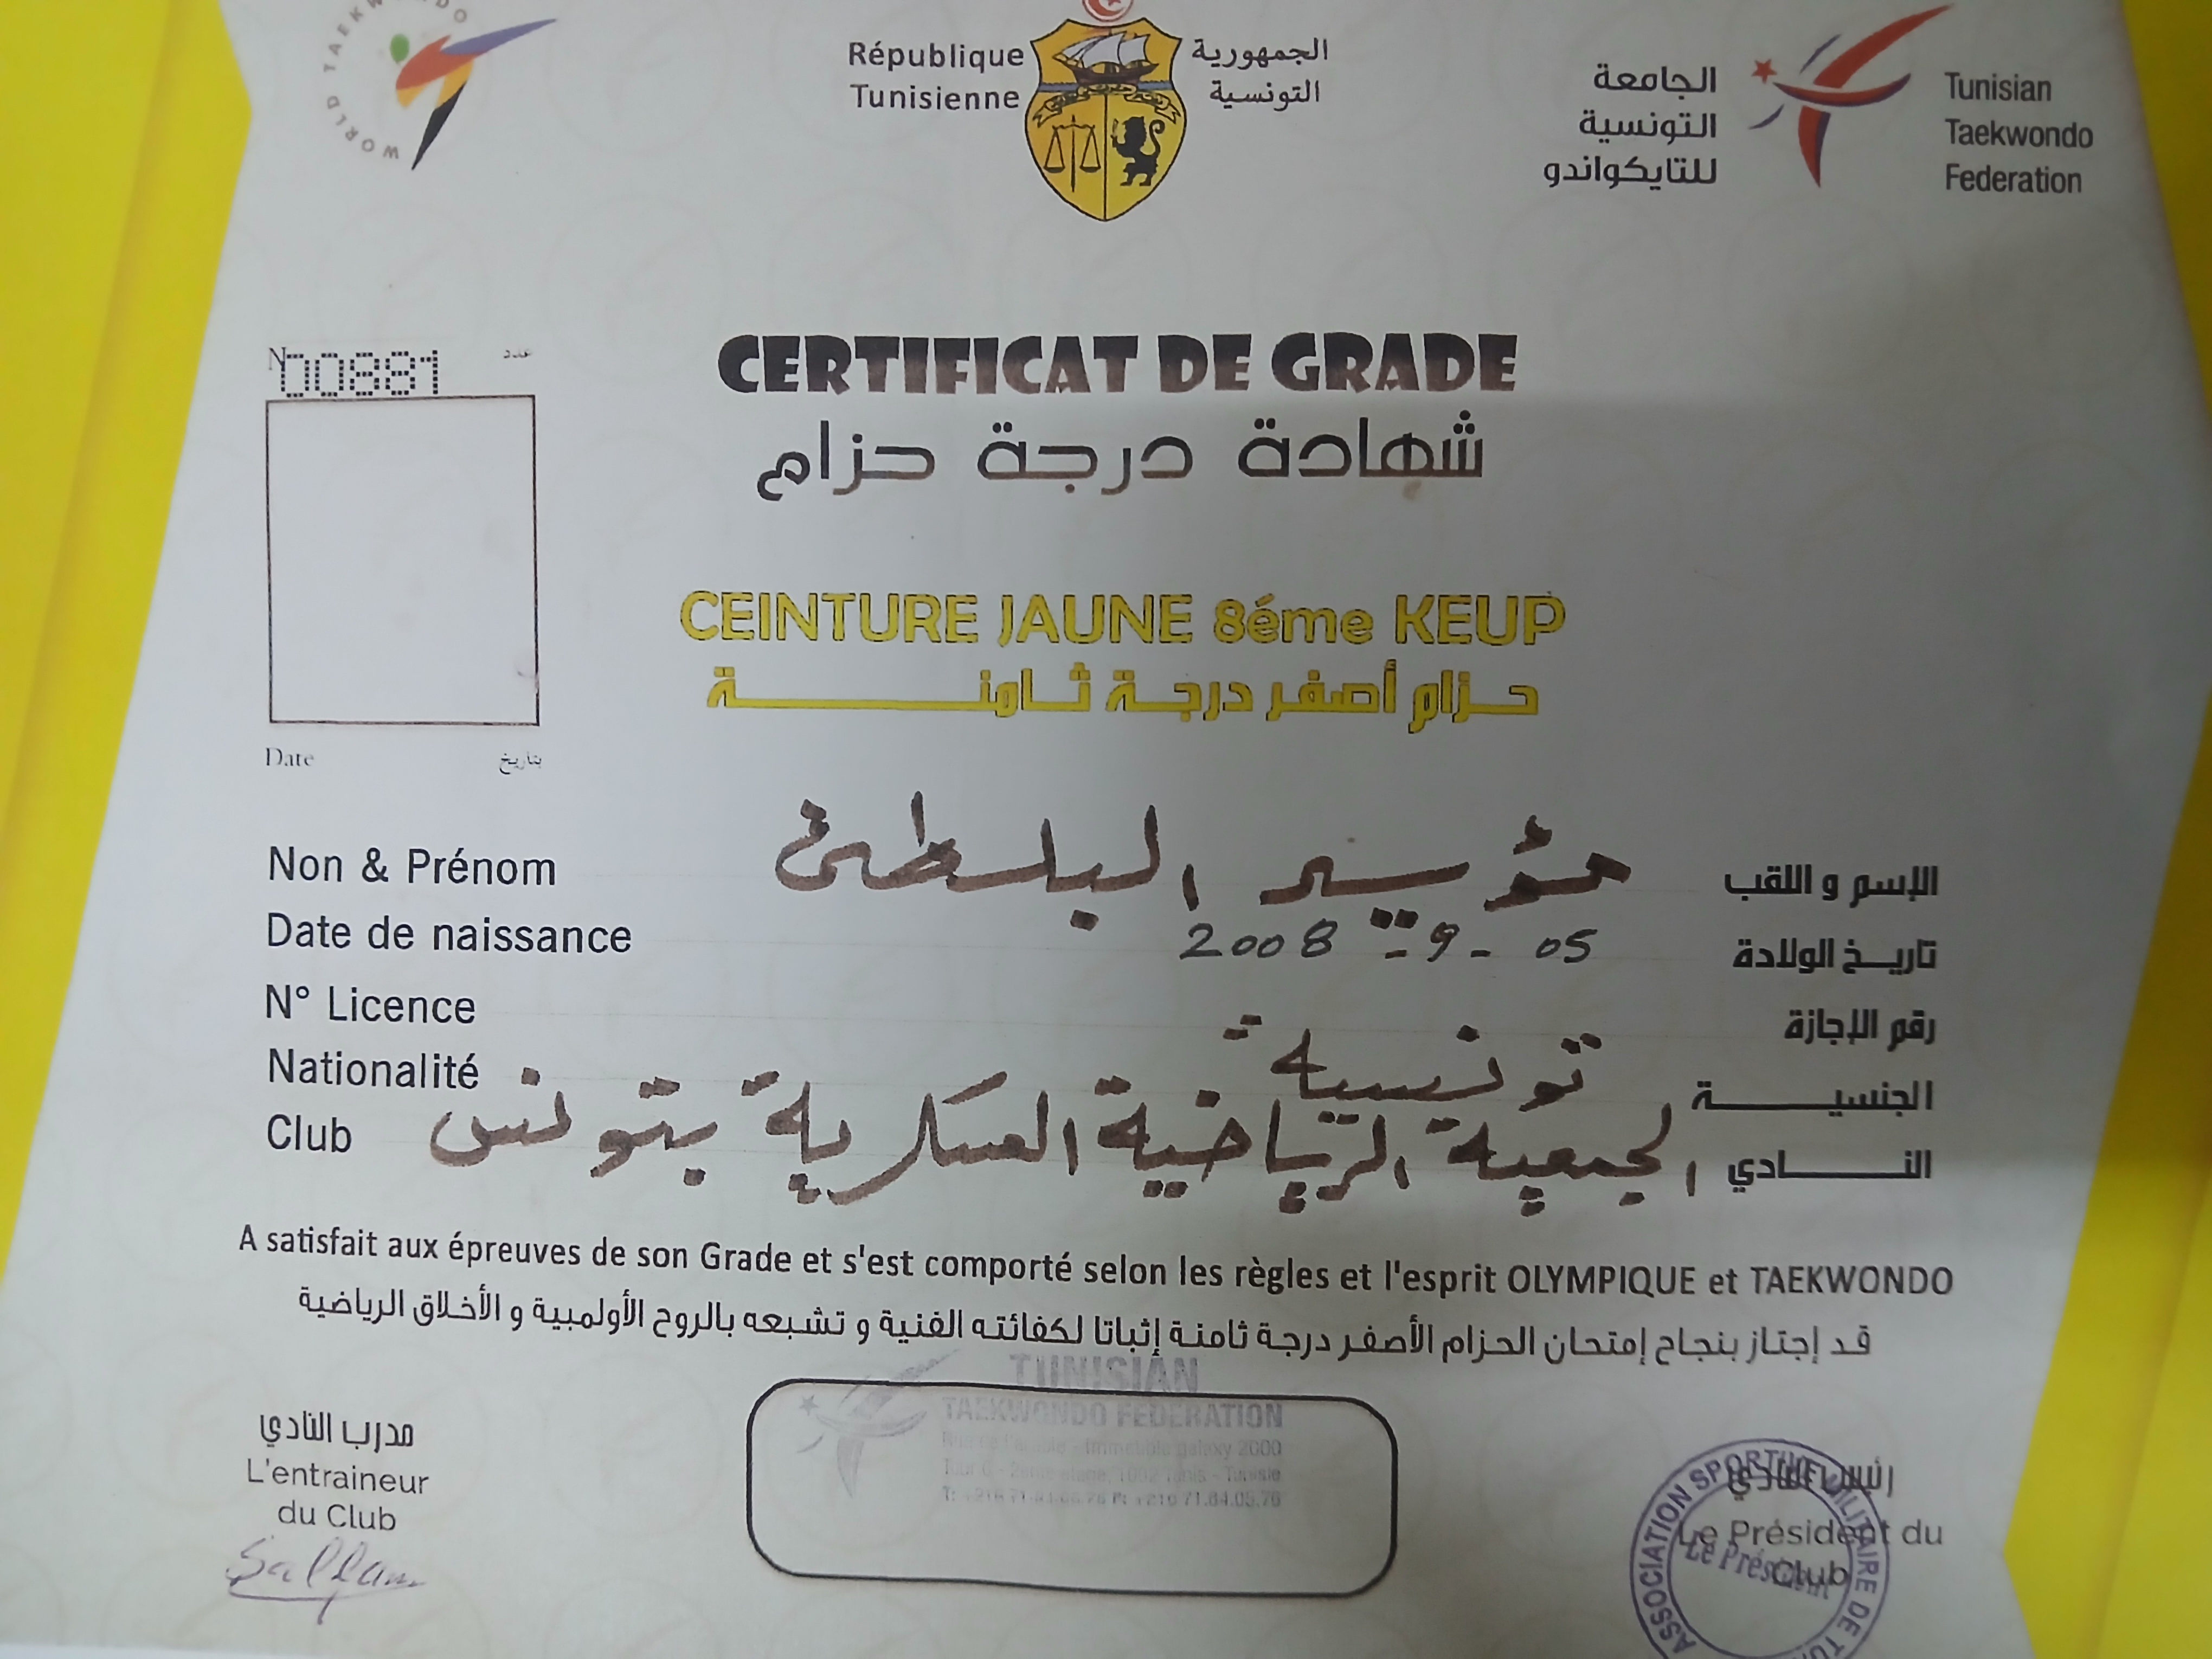 WORLD TAEKWONDO
République
Tunisienne
الجمهورية
التونسية
الجامعة
التونسية
للتايكواندو
Tunisian
Taekwondo
Federation
N 00881 عدد
CERTIFICAT DE GRADE
شهادة درجة حزام
CEINTURE JAUNE 8éme KEUP
حزام أصفر درجة ثامنة
Date بتاريخ
Non & Prénom البلطي الإسم و اللقب
Date de naissance 05 - 9 - 2008 تاريخ الولادة
N° Licence رقم الإجازة
Nationalité تونسية الجنسية
Club الجمعية الرياضية العسكرية بتونس النادي
A satisfait aux épreuves de son Grade et s'est comporté selon les règles et l'esprit OLYMPIQUE et TAEKWONDO
قد إجتاز بنجاح إمتحان الحزام الأصفر درجة ثامنة إثباتا لكفائته الفنية و تشبعه بالروح الأولمبية و الأخلاق الرياضية
TUNISIAN
TAEKWONDO FEDERATION
مدرب النادي
L'entraineur
du Club
رئيس النادي
Le Président du
Club
ASSOCIATION SPORTIVE MILITAIRE DE
Le Président